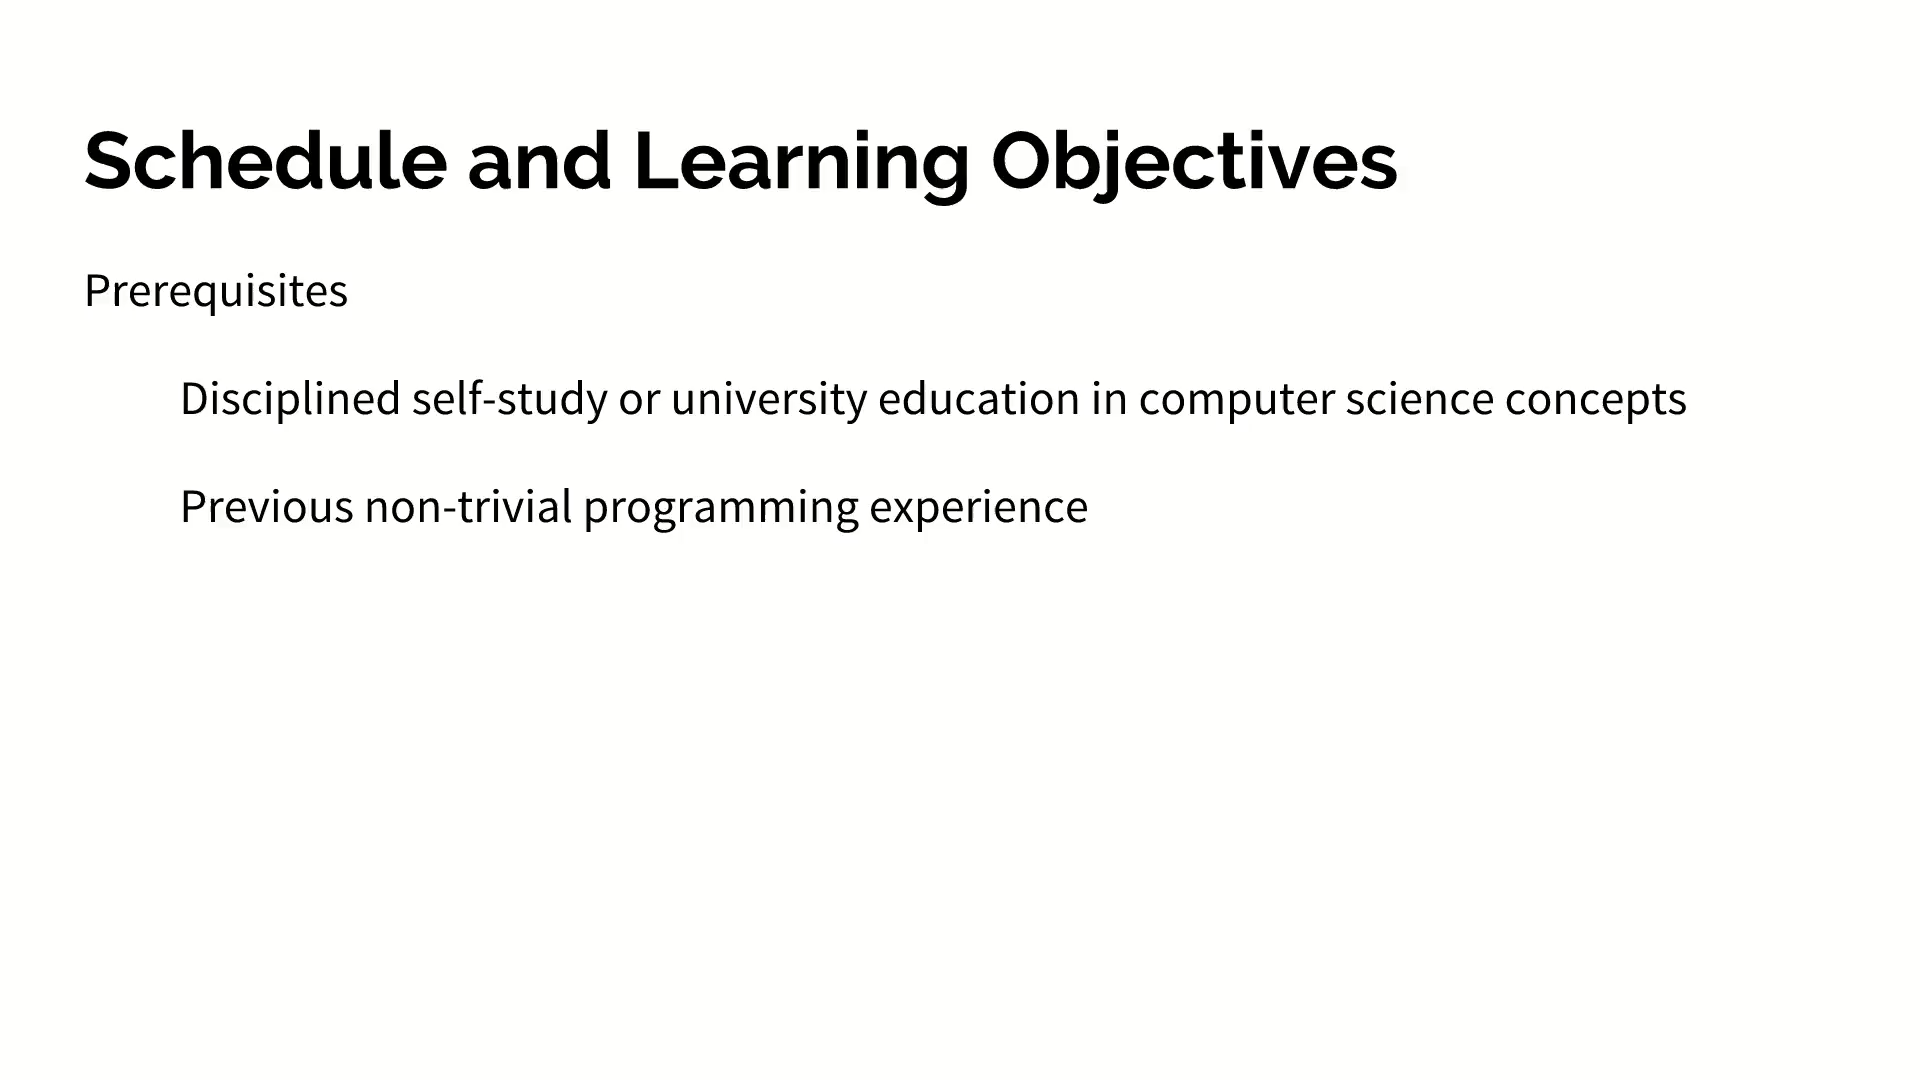 Schedule and Learning Objectives
Prerequisites
Disciplined self-study or university education in computer science concepts
Previous non-trivial programming experience